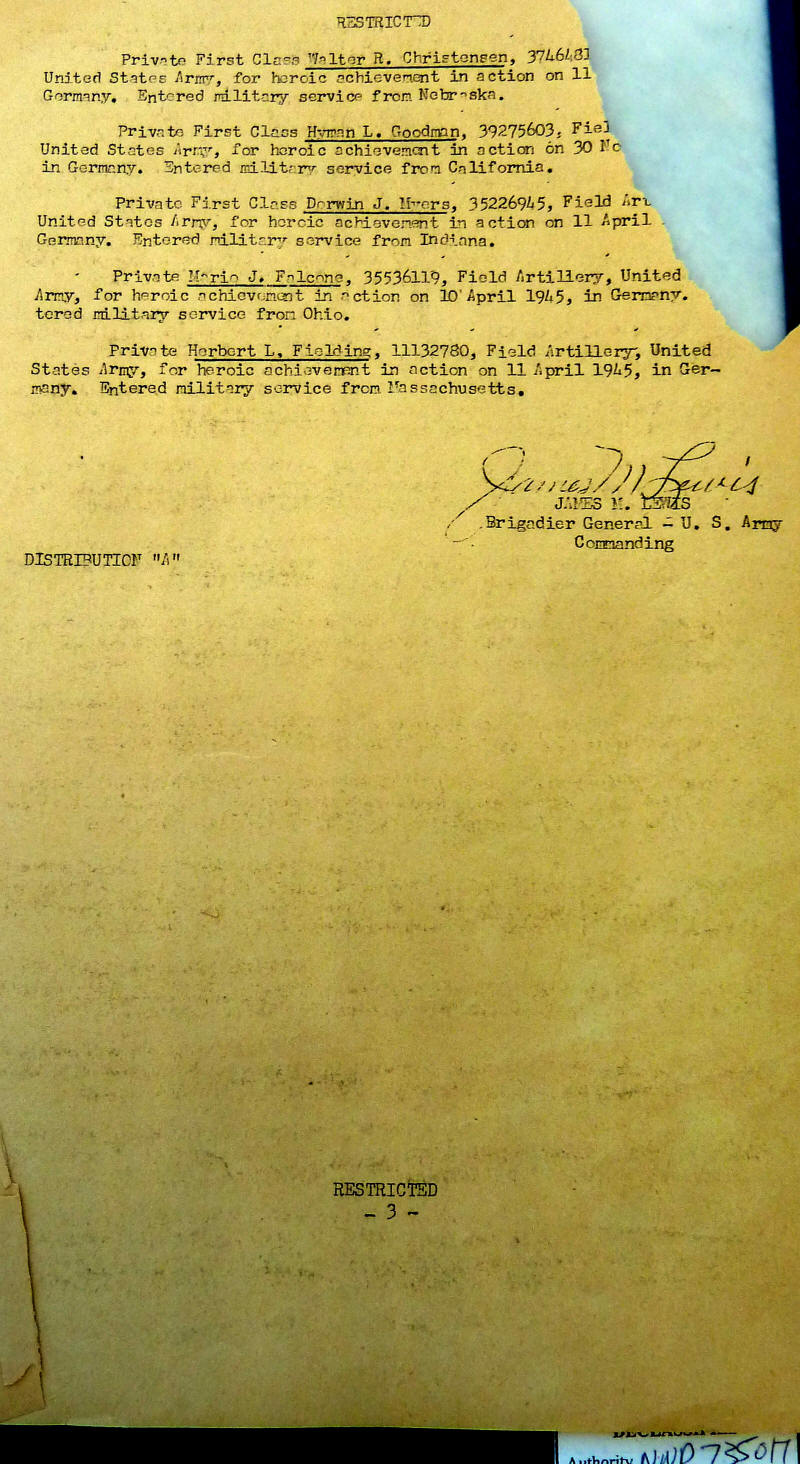 RESTRICTED
Private First Class Walter R. Christensen, 3746483
United States Army, for heroic achievement in action on 11
Germany. Entered military service from Nebraska.
Private First Class Hyman L. Goodman, 39275603, Fiel
United States Army, for heroic achievement in action on 30
in Germany. Entered military service from California.
Private First Class Dorwin J. Myers, 35226945, Field Art
United States Army, for heroic achievement in action on 11 April
Germany. Entered military service from Indiana.
Private Mario J. Falcone, 35536119, Field Artillery, United
Army, for heroic achievement in action on 10 April 1945, in Germany.
tered military service from Ohio.
Private Herbert L. Fielding, 11132780, Field Artillery, United
States Army, for heroic achievement in action on 11 April 1945, in Ger-
many. Entered military service from Massachusetts.
James M Lewis
JAMES M. LEWIS
Brigadier General - U. S. Army
Commanding
DISTRIBUTION "A"
RESTRICTED
- 3 -
Authority NND 735017